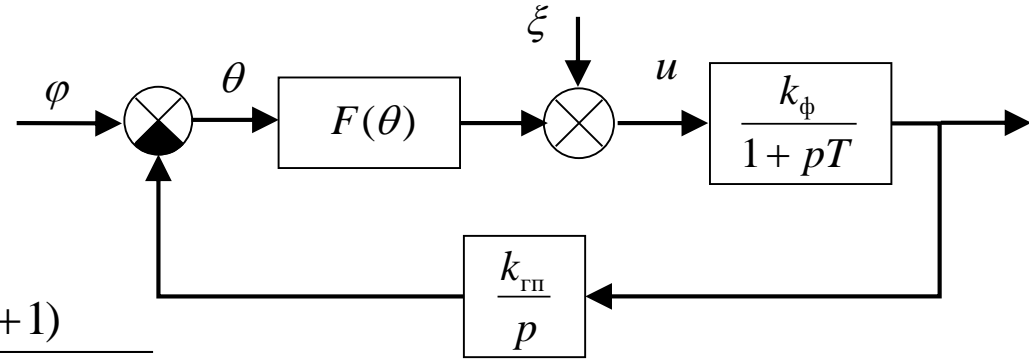 ξ
φ θ F(θ) u k_ф
1 + pT
k_гп
p
+1)